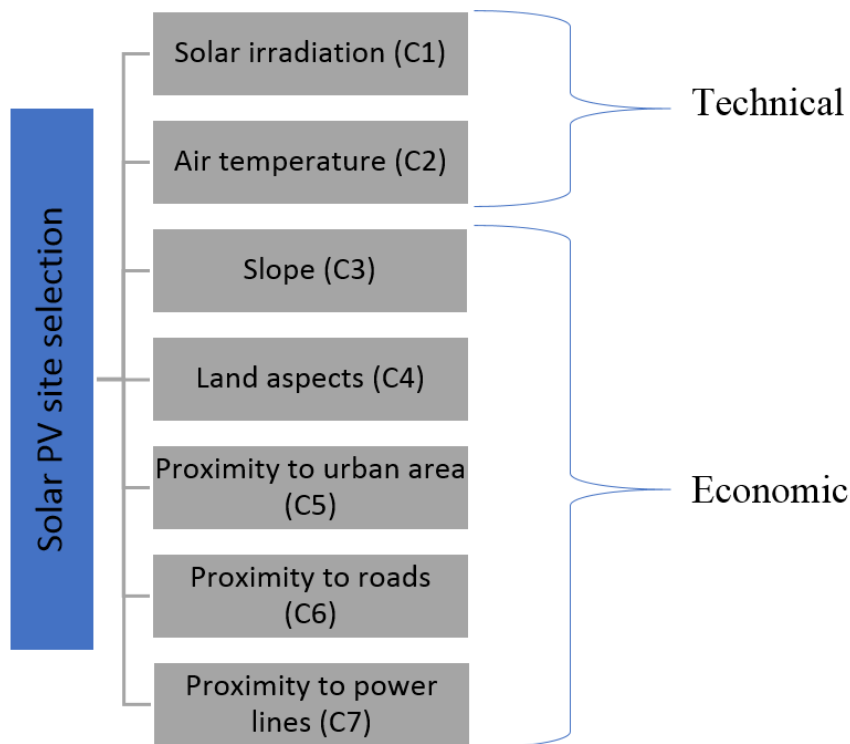 Solar PV site selection
Solar irradiation (C1)
Air temperature (C2)
Slope (C3)
Land aspects (C4)
Proximity to urban area
(C5)
Proximity to roads
(C6)
Proximity to power
lines (C7)
Technical
Economic